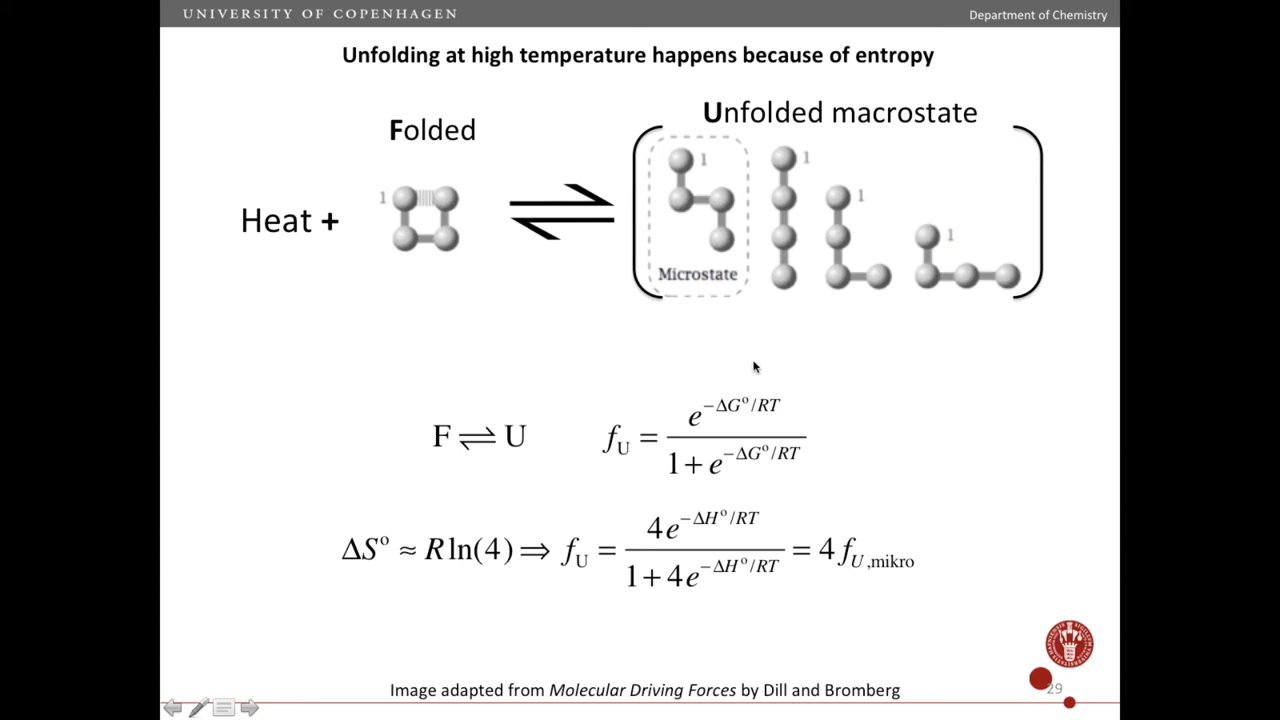 UNIVERSITY OF COPENHAGEN
Department of Chemistry
Unfolding at high temperature happens because of entropy
Folded
Unfolded macrostate
Heat +
1
1
1
1
1
Microstate
F ⇌ U  f_U = e^{-ΔG°/RT} / (1 + e^{-ΔG°/RT})
ΔS° ≈ R ln(4) ⇒ f_U = 4e^{-ΔH°/RT} / (1 + 4e^{-ΔH°/RT}) = 4 f_{U,mikro}
Image adapted from Molecular Driving Forces by Dill and Bromberg
29